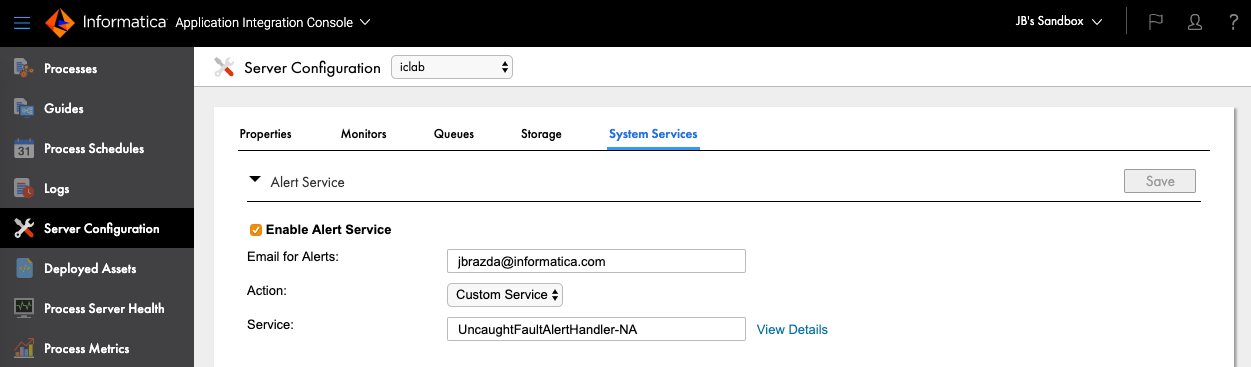 Informatica Application Integration Console
JB's Sandbox
?
Processes
Guides
31 Process Schedules
Logs
Server Configuration
Deployed Assets
Process Server Health
Process Metrics
Server Configuration iclab
Properties Monitors Queues Storage System Services
Alert Service Save
Enable Alert Service
Email for Alerts: jbrazda@informatica.com
Action: Custom Service
Service: UncaughtFaultAlertHandler-NA View Details